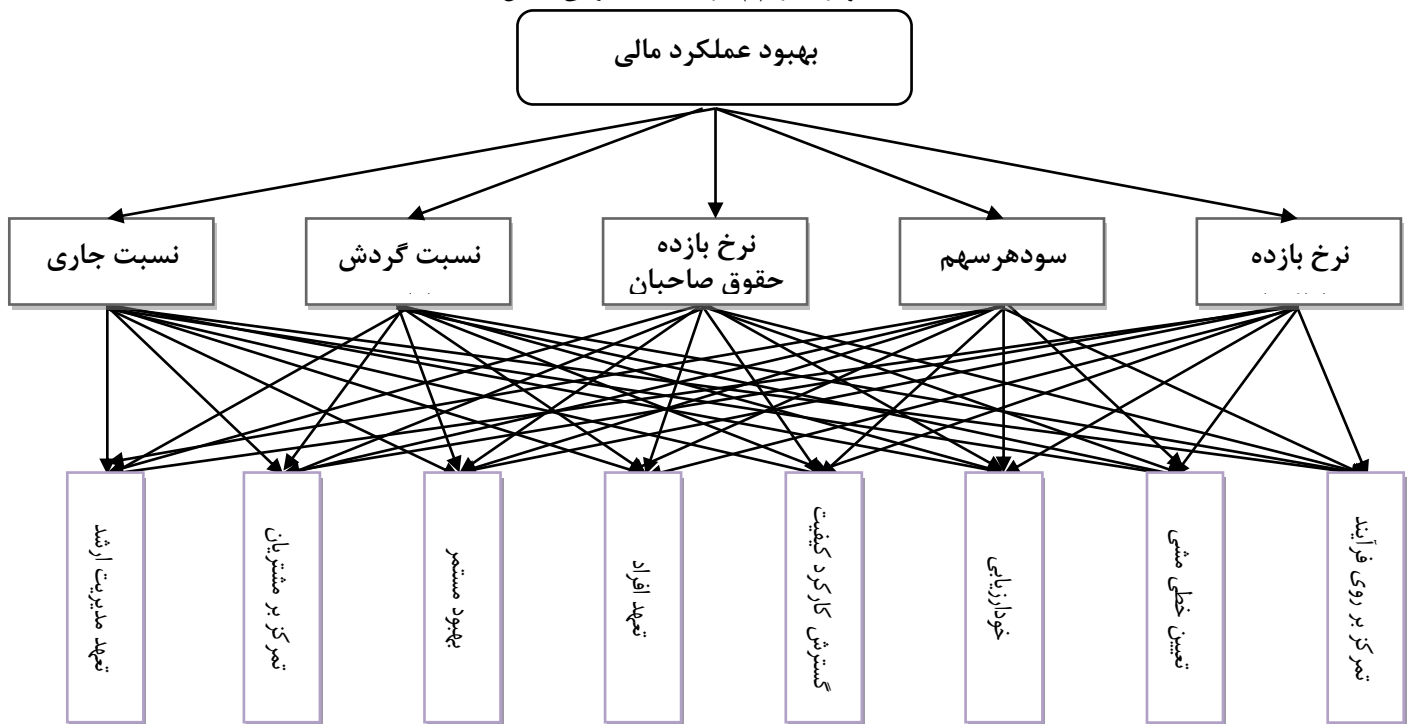 بهبود عملکرد مالی
نرخ بازده
سودهرسهم
نرخ بازده
حقوق صاحبان
نسبت گردش
نسبت جاری
تمرکز بر روی فرآیند
تعیین خطی مشی
خودارزیابی
گسترش کارکرد کیفیت
تعهد افراد
بهبود مستمر
تمرکز بر مشتریان
تعهد مدیریت ارشد